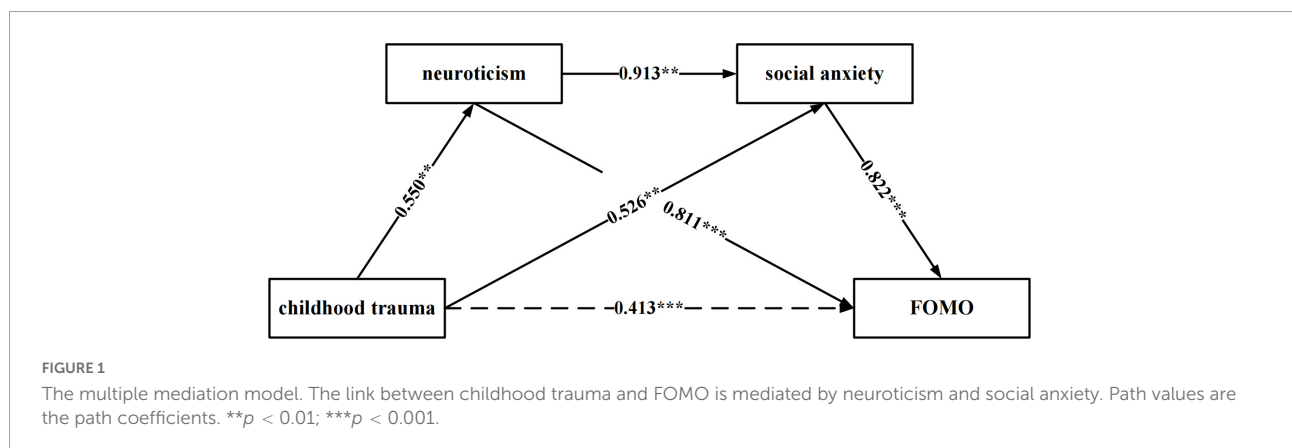 neuroticism
0.913**
social anxiety
0.550**
0.526**
0.811***
0.822***
childhood trauma
0.413***
FOMO
FIGURE 1
The multiple mediation model. The link between childhood trauma and FOMO is mediated by neuroticism and social anxiety. Path values are
the path coefficients. **p < 0.01; ***p < 0.001.